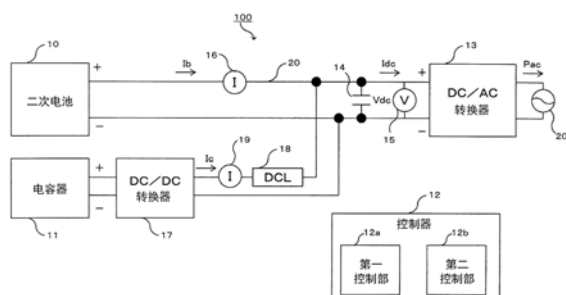 100
10
二次电池
+
-
Ib
16
I
20
14
Vdc
Idc
V
15
+
-
13
DC/AC
转换器
Pac
20
电容器
11
+
-
DC/DC
转换器
17
Ic
19
I
18
DCL
12
控制器
12a
第一
控制部
12b
第二
控制部